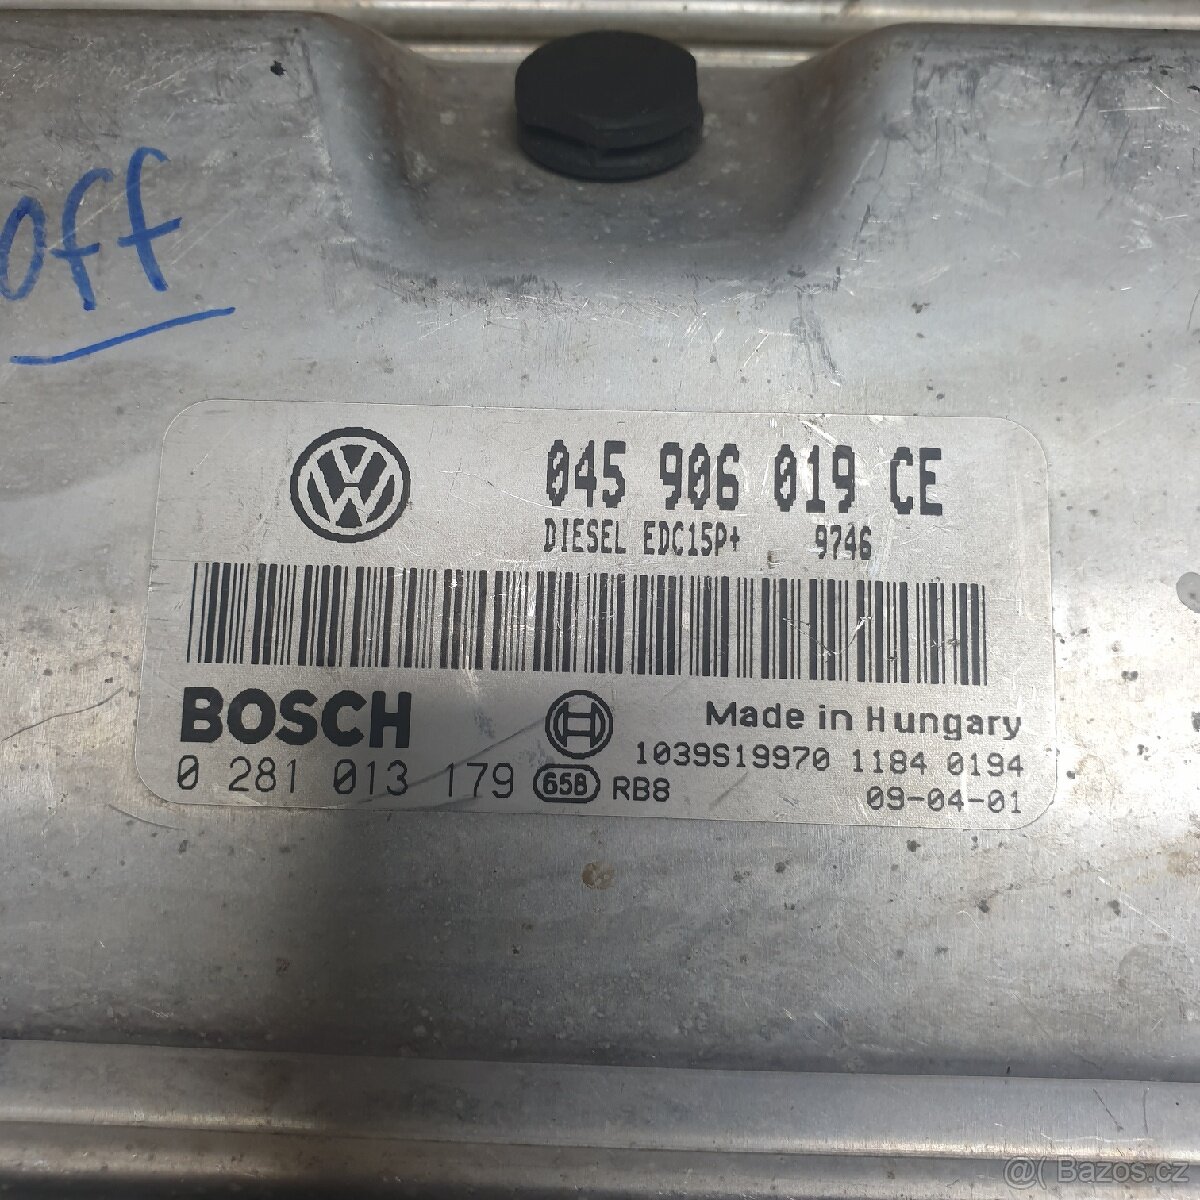 off
045 906 019 CE
DIESEL EDC15P+ 9746
BOSCH
Made in Hungary
1039S19970 1184 0194
0 281 013 179 658 RB8
09-04-01
@( Bazos.cz